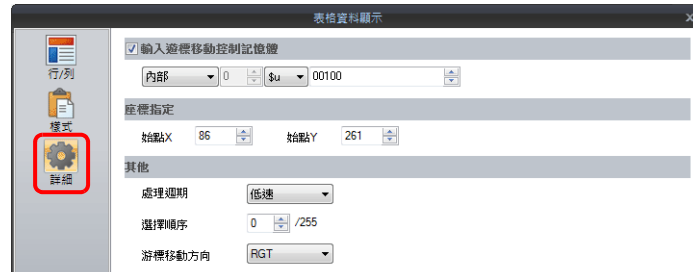 表格資料顯示
行/列
樣式
詳細
輸入遊標移動控制記憶體
內部 0 $u 00100
座標指定
始點X 86 始點Y 261
其他
處理週期 低速
選擇順序 0 /255
游標移動方向 RGT